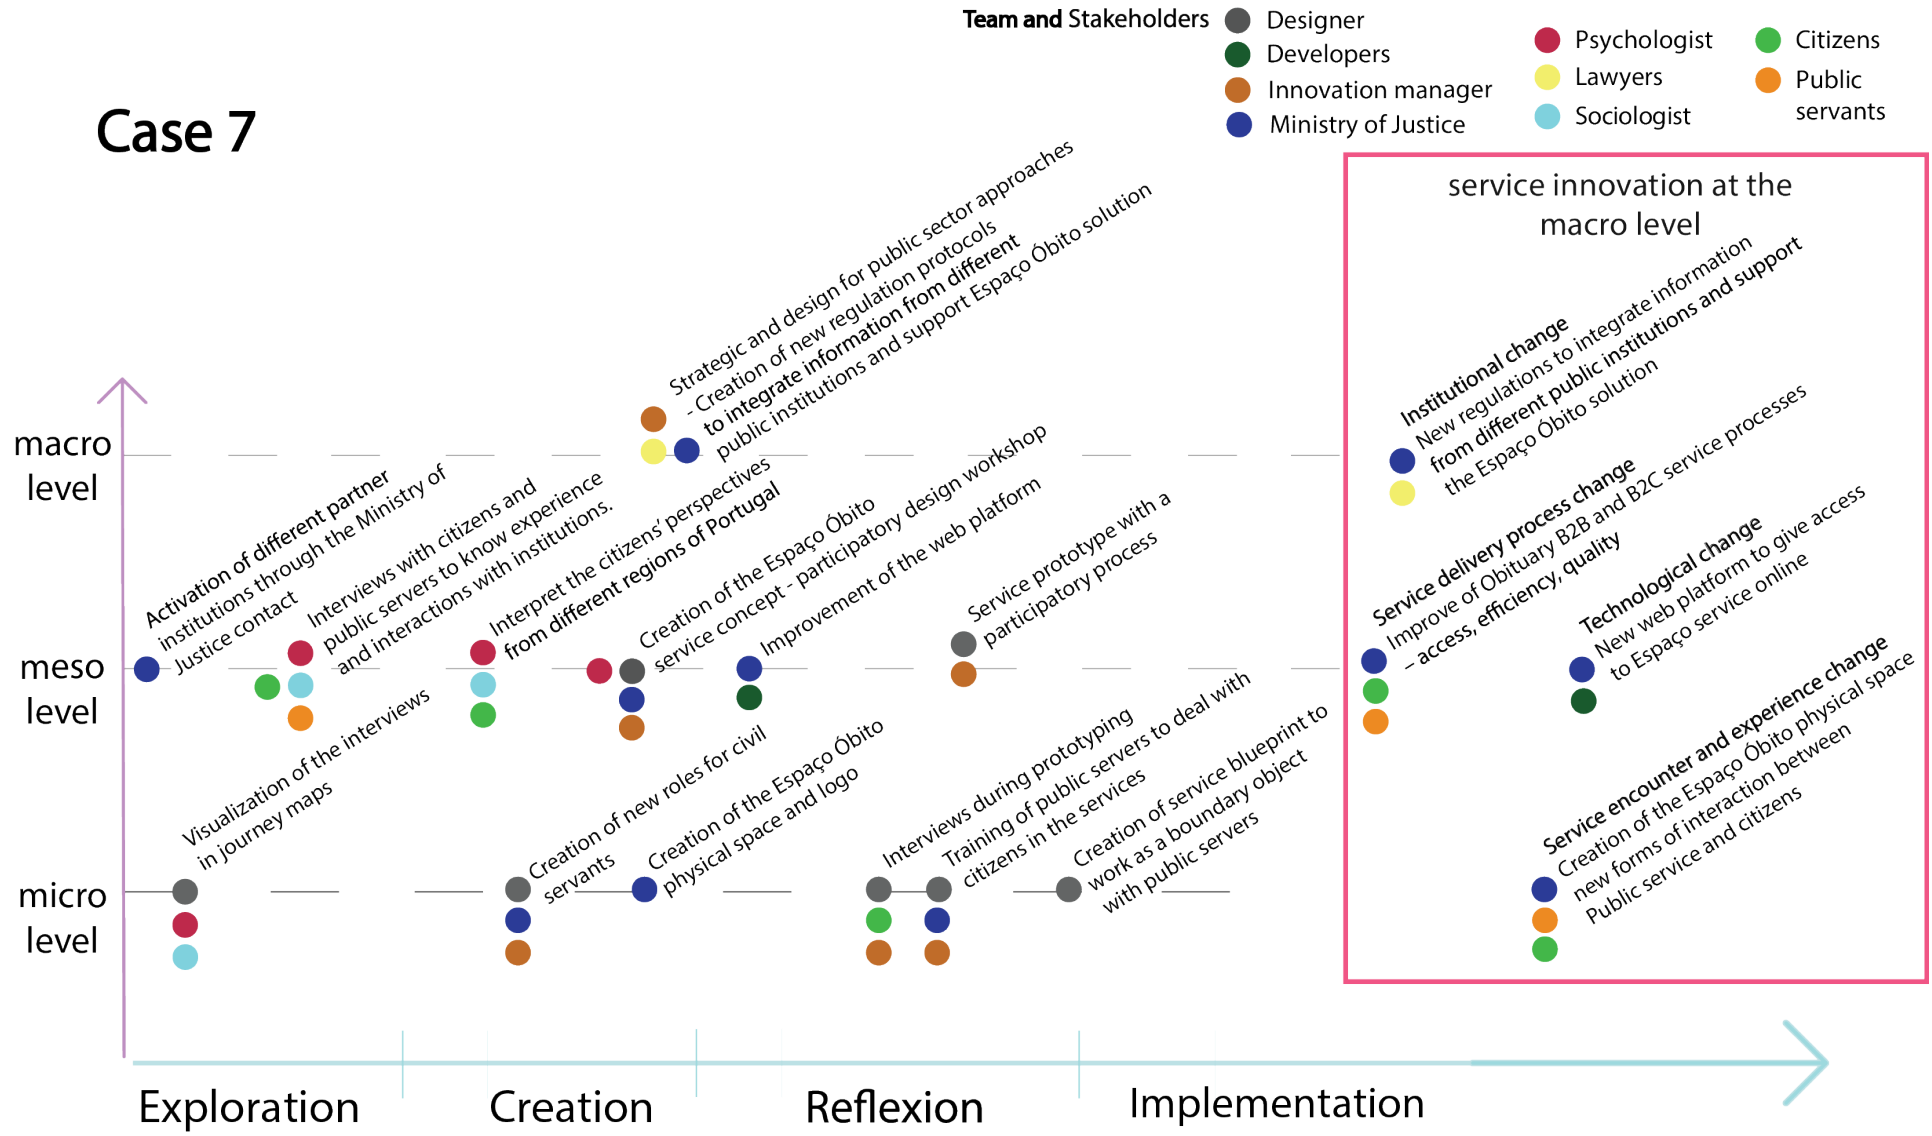 Team and Stakeholders
Designer
Developers
Innovation manager
Ministry of Justice
Psychologist
Lawyers
Sociologist
Citizens
Public
servants
Case 7
service innovation at the
macro level
macro
level
Strategic and design for public sector approaches
- Creation of new regulation protocols
to integrate information from different
public institutions and support Espaço Óbito solution
Institutional change
New regulations to integrate information
from different public institutions and support
the Espaço Óbito solution
meso
level
Activation of different partner
institutions through the Ministry of
Justice contact
Interviews with citizens and
public servers to know experience
and interactions with institutions.
Interpret the citizens’ perspectives
from different regions of Portugal
Creation of the Espaço Óbito
service concept - participatory design workshop
Improvement of the web platform
Service prototype with a
participatory process
Service delivery process change
Improve of Obituary B2B and B2C service processes
– access, efficiency, quality
Technological change
New web platform to give access
to Espaço service online
micro
level
Visualization of the interviews
in journey maps
Creation of new roles for civil
servants
Creation of the Espaço Óbito
physical space and logo
Interviews during prototyping
Training of public servers to deal with
citizens in the services
Creation of service blueprint to
work as a boundary object
with public servers
Service encounter and experience change
Creation of the Espaço Óbito physical space
new forms of interaction between
Public service and citizens
Exploration
Creation
Reflexion
Implementation